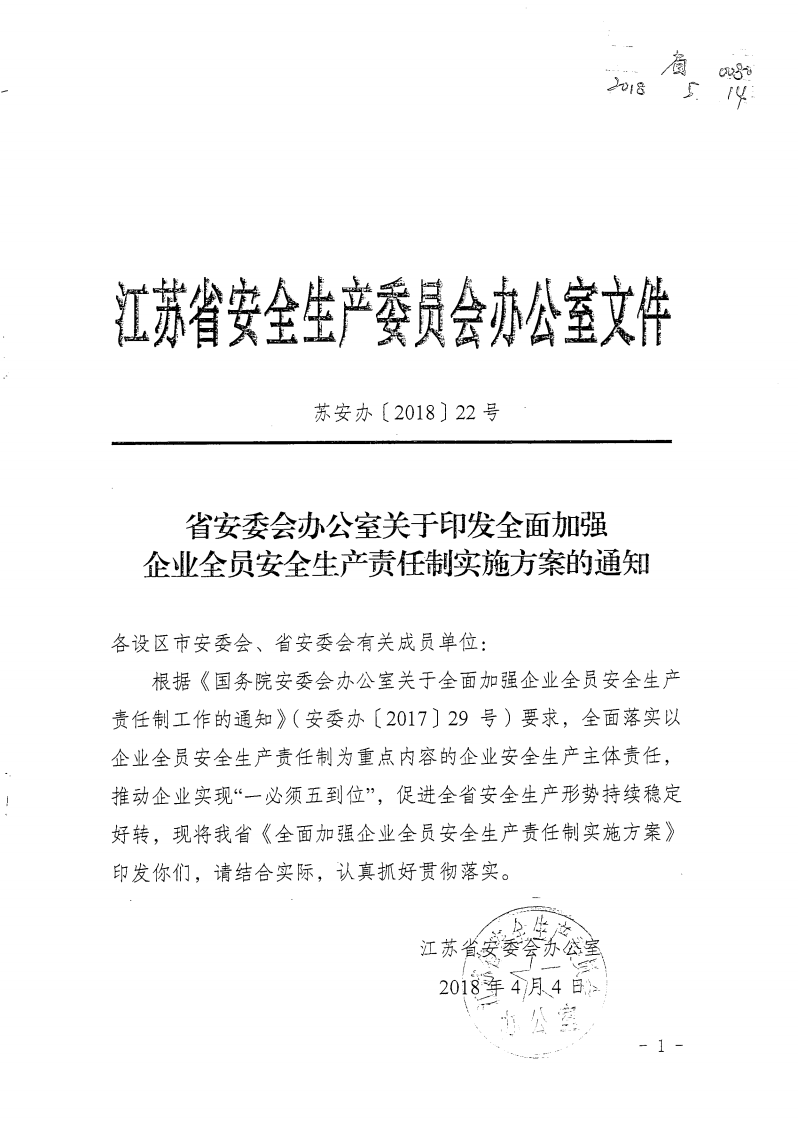 省 0030
2018 5 14
江苏省安全生产委员会办公室文件
苏安办〔2018〕22 号
省安委会办公室关于印发全面加强
企业全员安全生产责任制实施方案的通知
各设区市安委会、省安委会有关成员单位：
根据《国务院安委会办公室关于全面加强企业全员安全生产
责任制工作的通知》（安委办〔2017〕29 号）要求，全面落实以
企业全员安全生产责任制为重点内容的企业安全生产主体责任，
推动企业实现“一必须五到位”，促进全省安全生产形势持续稳定
好转，现将我省《全面加强企业全员安全生产责任制实施方案》
印发你们，请结合实际，认真抓好贯彻落实。
江苏省安委会办公室
2018 年 4 月 4 日
办公室
- 1 -